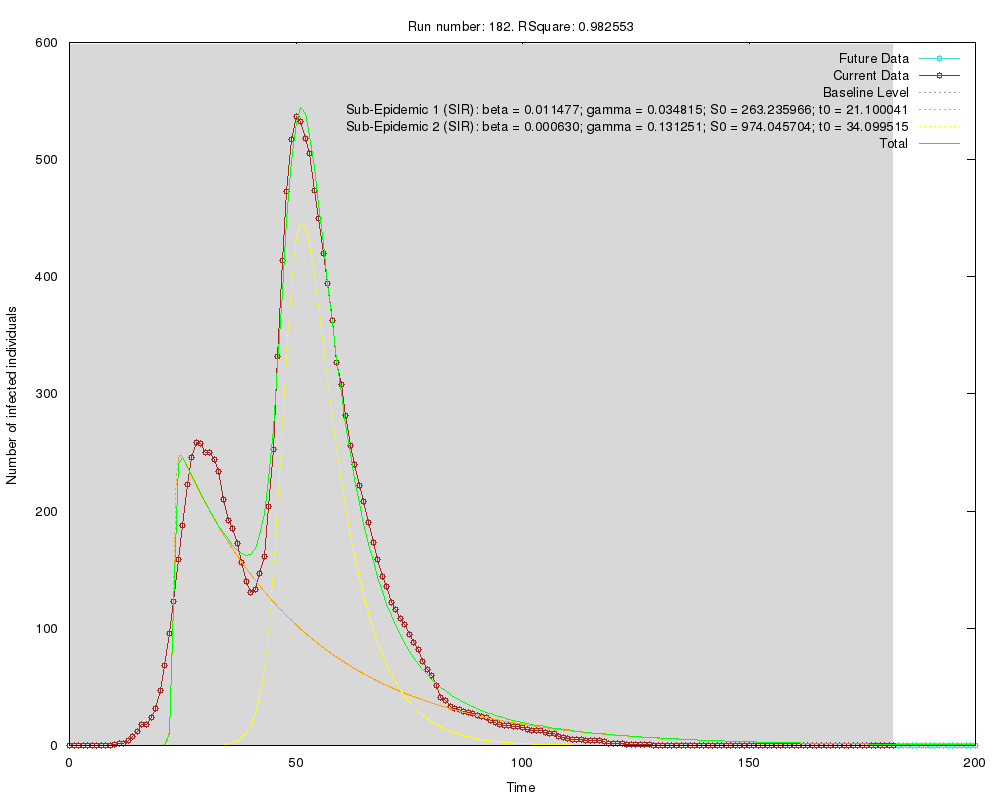 Run number: 182. RSquare: 0.982553
600
500
400
300
200
100
0
Number of infected individuals
Future Data
Current Data
Baseline Level
Sub-Epidemic 1 (SIR): beta = 0.011477; gamma = 0.034815; S0 = 263.235966; t0 = 21.100041
Sub-Epidemic 2 (SIR): beta = 0.000630; gamma = 0.131251; S0 = 974.045704; t0 = 34.099515
Total
0 50 100 150 200
Time